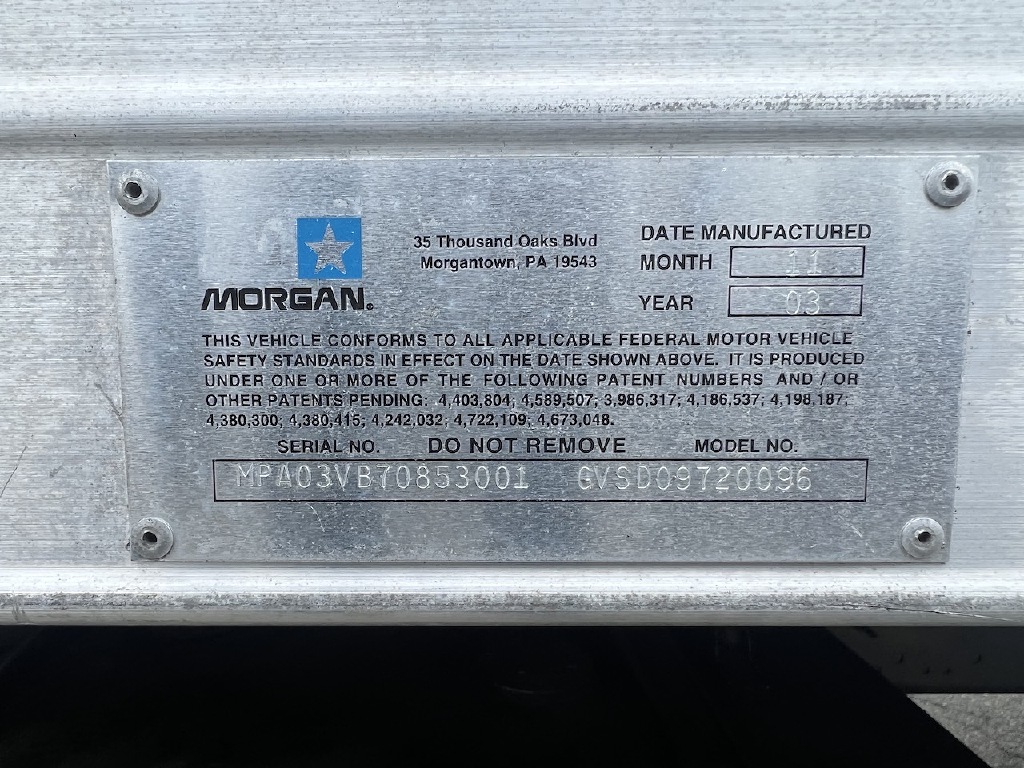 35 Thousand Oaks Blvd
Morgantown, PA 19543
MORGAN®
DATE MANUFACTURED
MONTH 11
YEAR 03
THIS VEHICLE CONFORMS TO ALL APPLICABLE FEDERAL MOTOR VEHICLE
SAFETY STANDARDS IN EFFECT ON THE DATE SHOWN ABOVE. IT IS PRODUCED
UNDER ONE OR MORE OF THE FOLLOWING PATENT NUMBERS AND / OR
OTHER PATENTS PENDING: 4,403,804; 4,589,507; 3,986,317; 4,186,537; 4,198,187;
4,380,300; 4,380,415; 4,242,032; 4,722,109; 4,673,048.
SERIAL NO. DO NOT REMOVE MODEL NO.
MPA03VB70853001 GVSD09720096